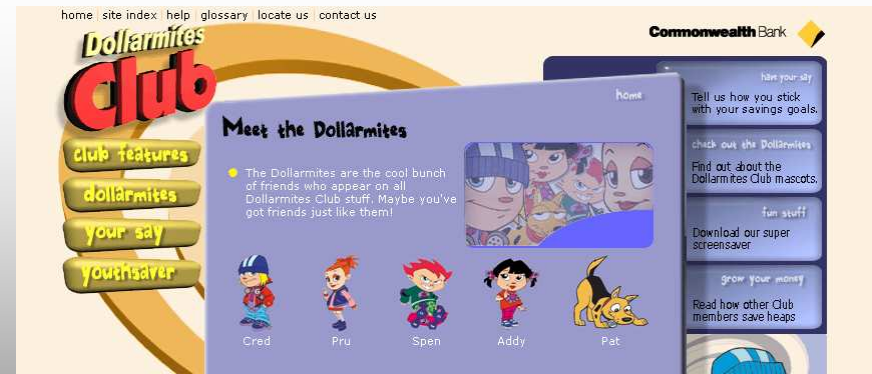 home site index help glossary locate us contact us
Commonwealth Bank
Dollarmites
Club
club features
dollarmites
your say
youthsaver
home
Meet the Dollarmites
The Dollarmites are the cool bunch
of friends who appear on all
Dollarmites Club stuff. Maybe you've
got friends just like them!
Cred Pru Spen Addy Pat
have your say
Tell us how you stick
with your savings goals.
check out the Dollarmites
Find out about the
Dollarmites Club mascots.
fun stuff
Download our super
screensaver
grow your money
Read how other Club
members save heaps